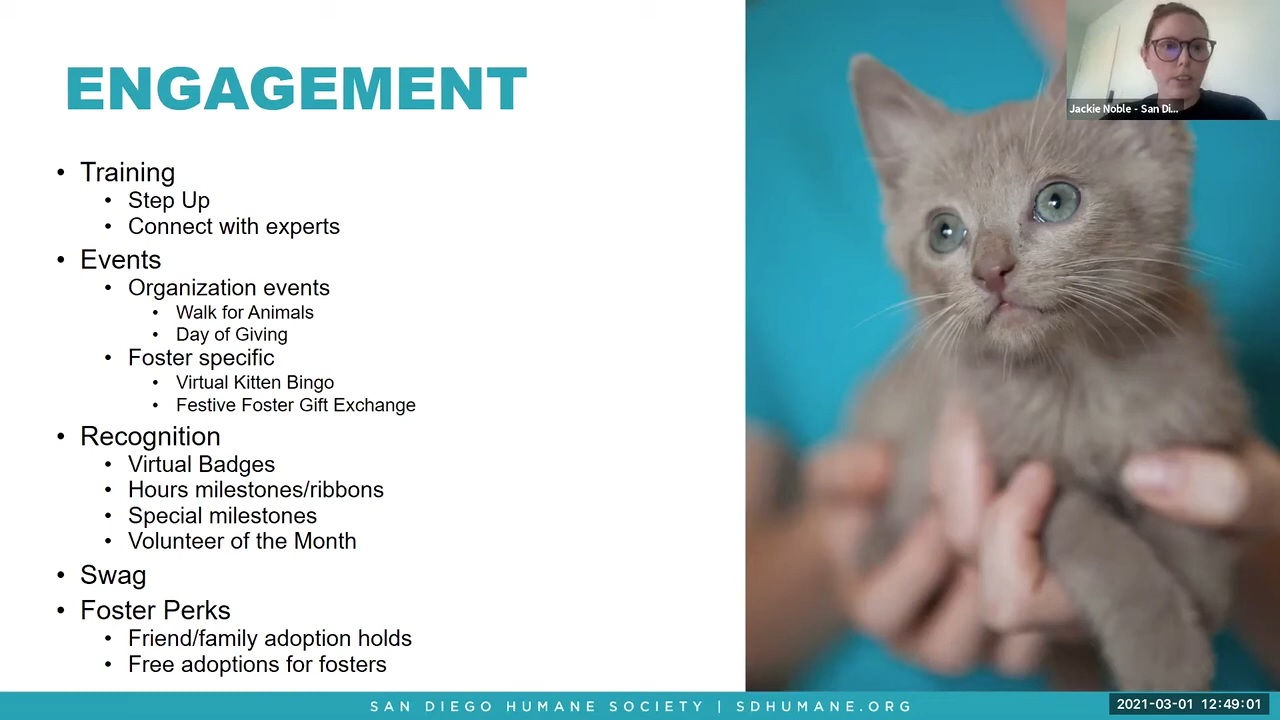 ENGAGEMENT
• Training
• Step Up
• Connect with experts
• Events
• Organization events
• Walk for Animals
• Day of Giving
• Foster specific
• Virtual Kitten Bingo
• Festive Foster Gift Exchange
• Recognition
• Virtual Badges
• Hours milestones/ribbons
• Special milestones
• Volunteer of the Month
• Swag
• Foster Perks
• Friend/family adoption holds
• Free adoptions for fosters
Jackie Noble - San Di...
SAN DIEGO HUMANE SOCIETY | SDHUMANE.ORG
2021-03-01 12:49:01